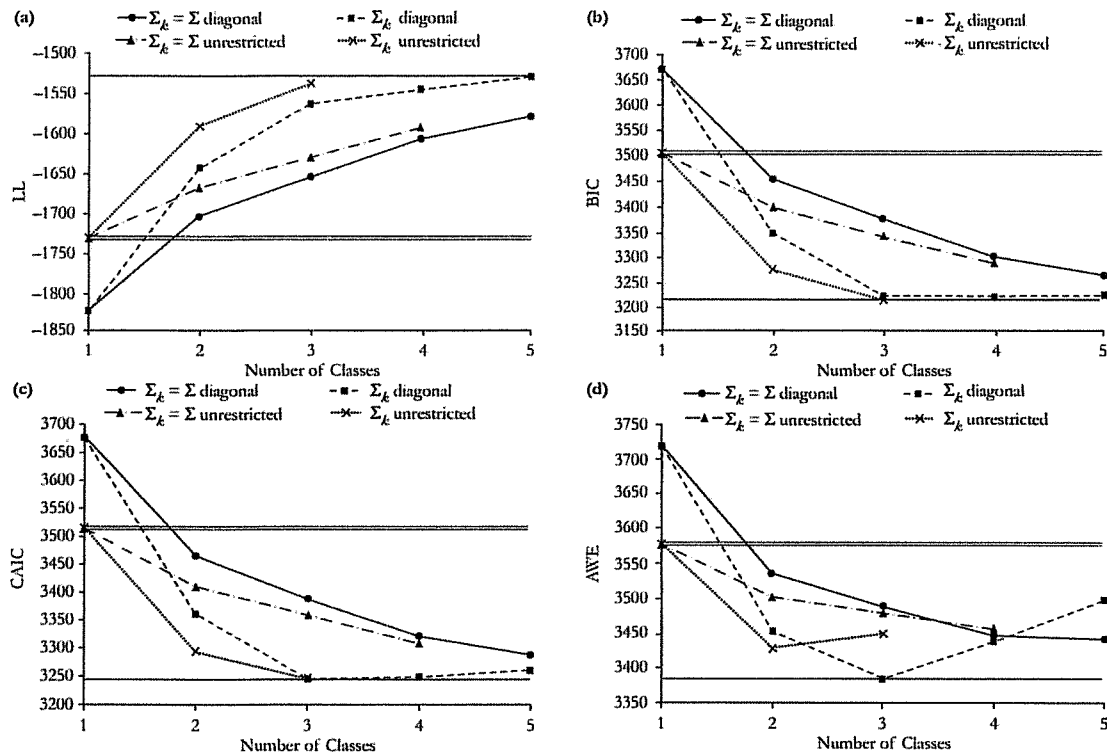 (a)
Σk = Σ diagonal
Σk diagonal
Σk = Σ unrestricted
Σk unrestricted
−1500
−1550
−1600
−1650
−1700
−1750
−1800
−1850
LL
1 2 3 4 5
Number of Classes
(b)
Σk = Σ diagonal
Σk diagonal
Σk = Σ unrestricted
Σk unrestricted
3700
3650
3600
3550
3500
3450
3400
3350
3300
3250
3200
3150
BIC
1 2 3 4 5
Number of Classes
(c)
Σk = Σ diagonal
Σk diagonal
Σk = Σ unrestricted
Σk unrestricted
3700
3650
3600
3550
3500
3450
3400
3350
3300
3250
3200
CAIC
1 2 3 4 5
Number of Classes
(d)
Σk = Σ diagonal
Σk diagonal
Σk = Σ unrestricted
Σk unrestricted
3750
3700
3750
3600
3550
3500
3450
3400
3350
AWE
1 2 3 4 5
Number of Classes